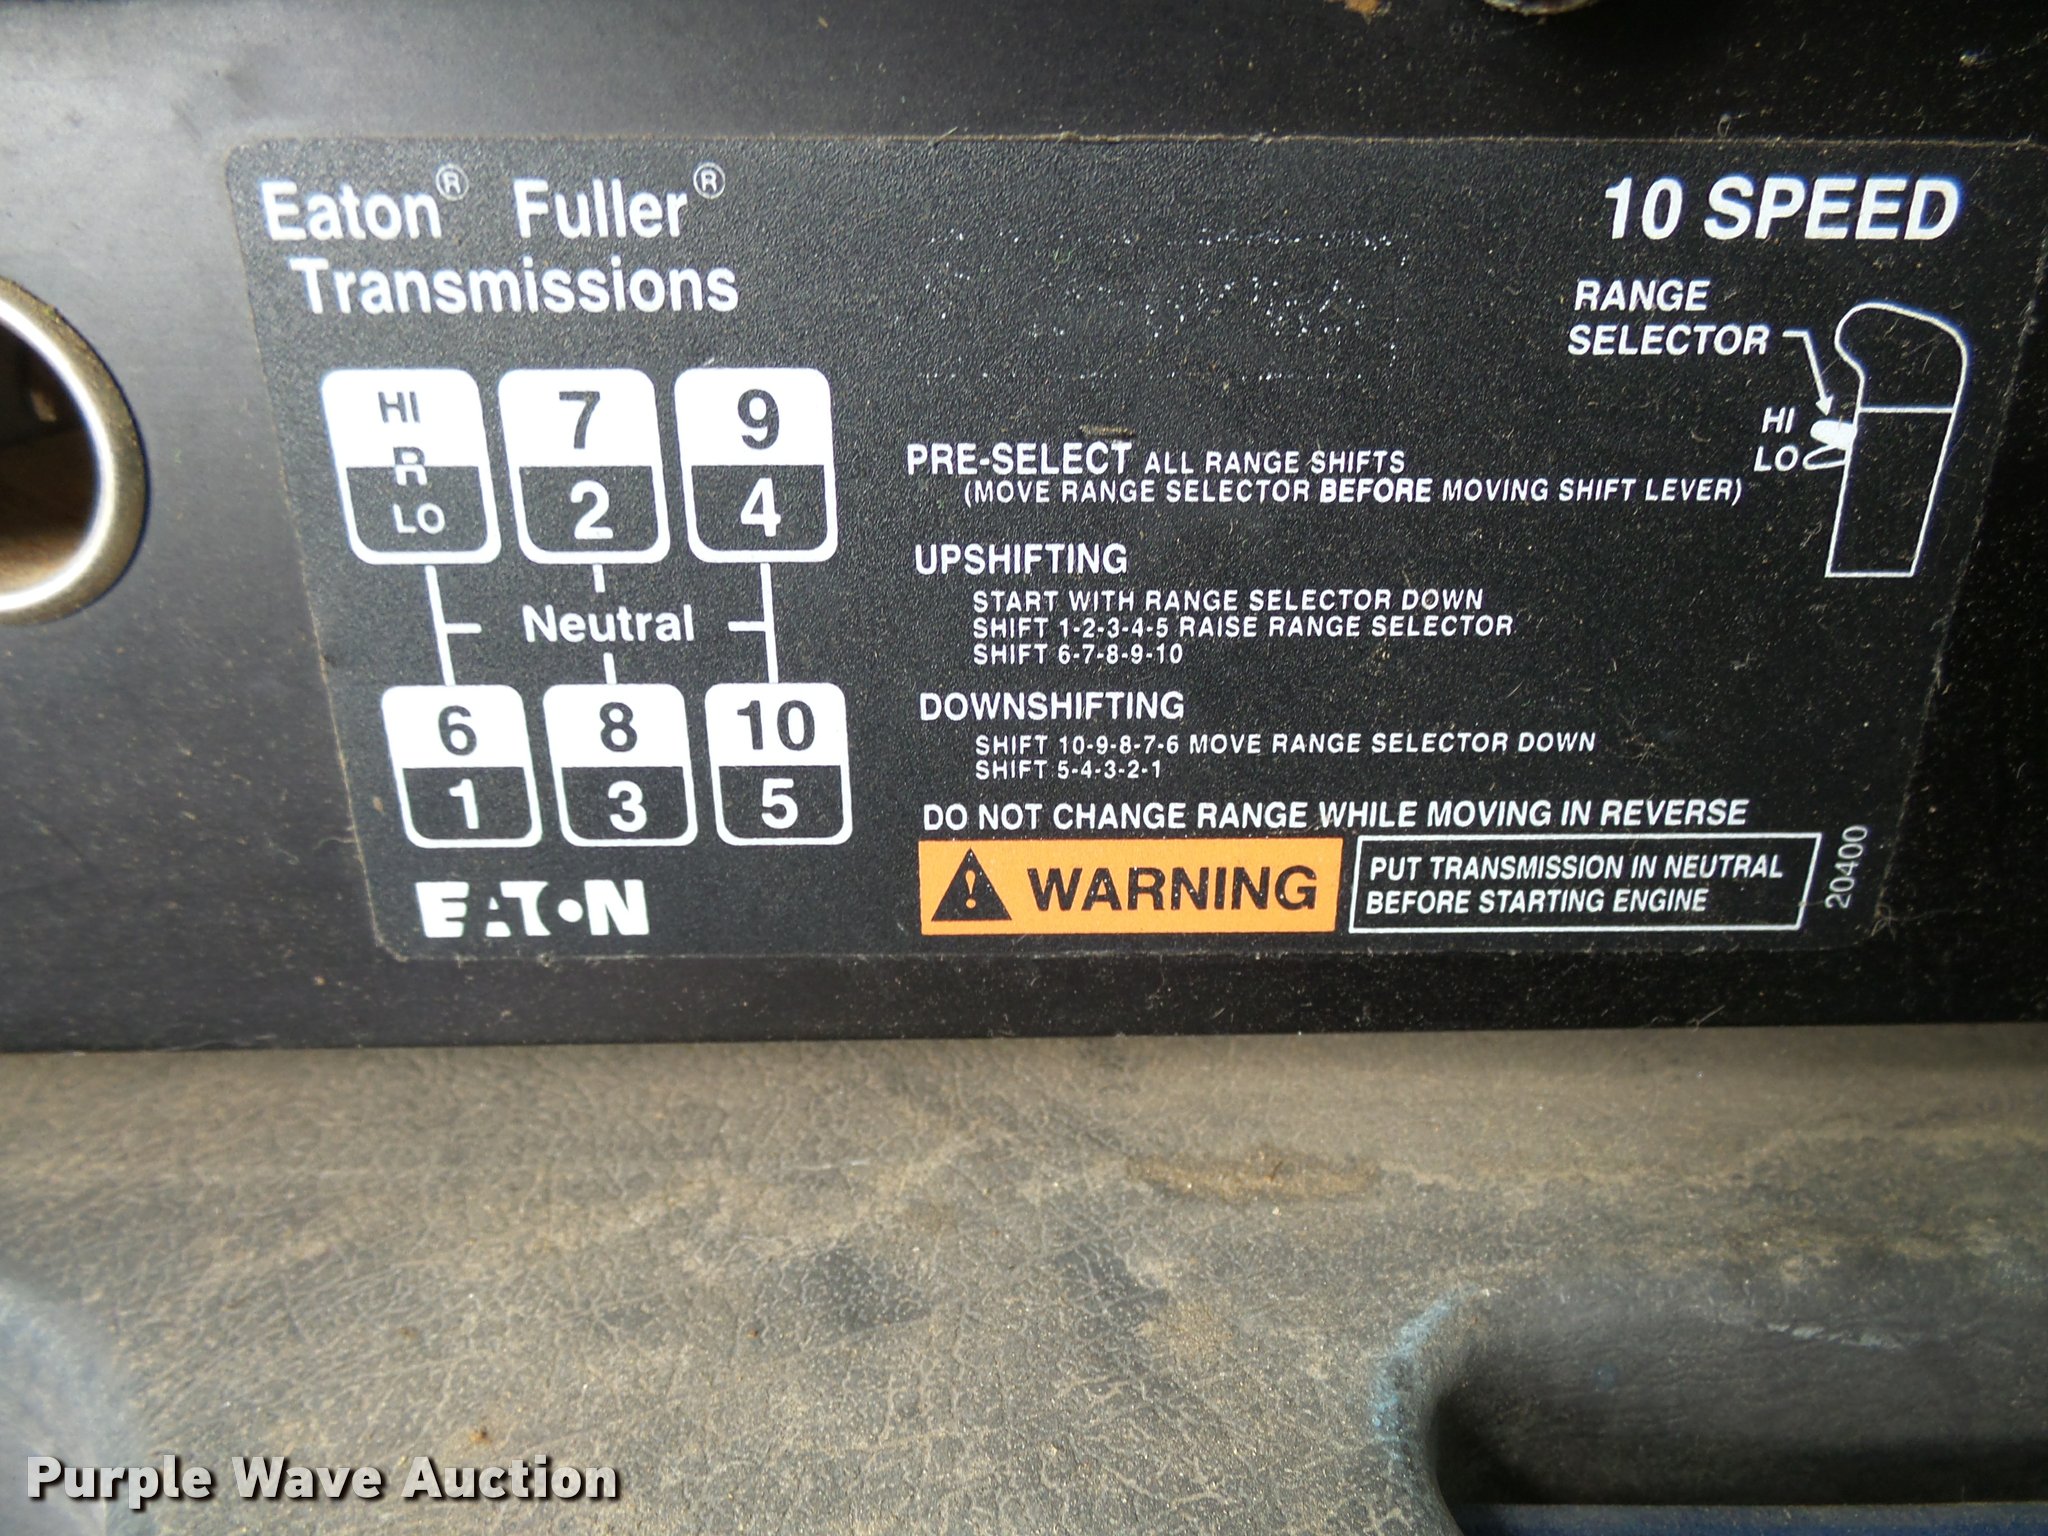 Eaton® Fuller®
Transmissions
10 SPEED
RANGE
SELECTOR
HI
LO
HI 7 9
R
LO 2 4
Neutral
6 8 10
1 3 5
EATON
PRE-SELECT ALL RANGE SHIFTS
(MOVE RANGE SELECTOR BEFORE MOVING SHIFT LEVER)
UPSHIFTING
START WITH RANGE SELECTOR DOWN
SHIFT 1-2-3-4-5 RAISE RANGE SELECTOR
SHIFT 6-7-8-9-10
DOWNSHIFTING
SHIFT 10-9-8-7-6 MOVE RANGE SELECTOR DOWN
SHIFT 5-4-3-2-1
DO NOT CHANGE RANGE WHILE MOVING IN REVERSE
WARNING
PUT TRANSMISSION IN NEUTRAL
BEFORE STARTING ENGINE
20400
Purple Wave Auction